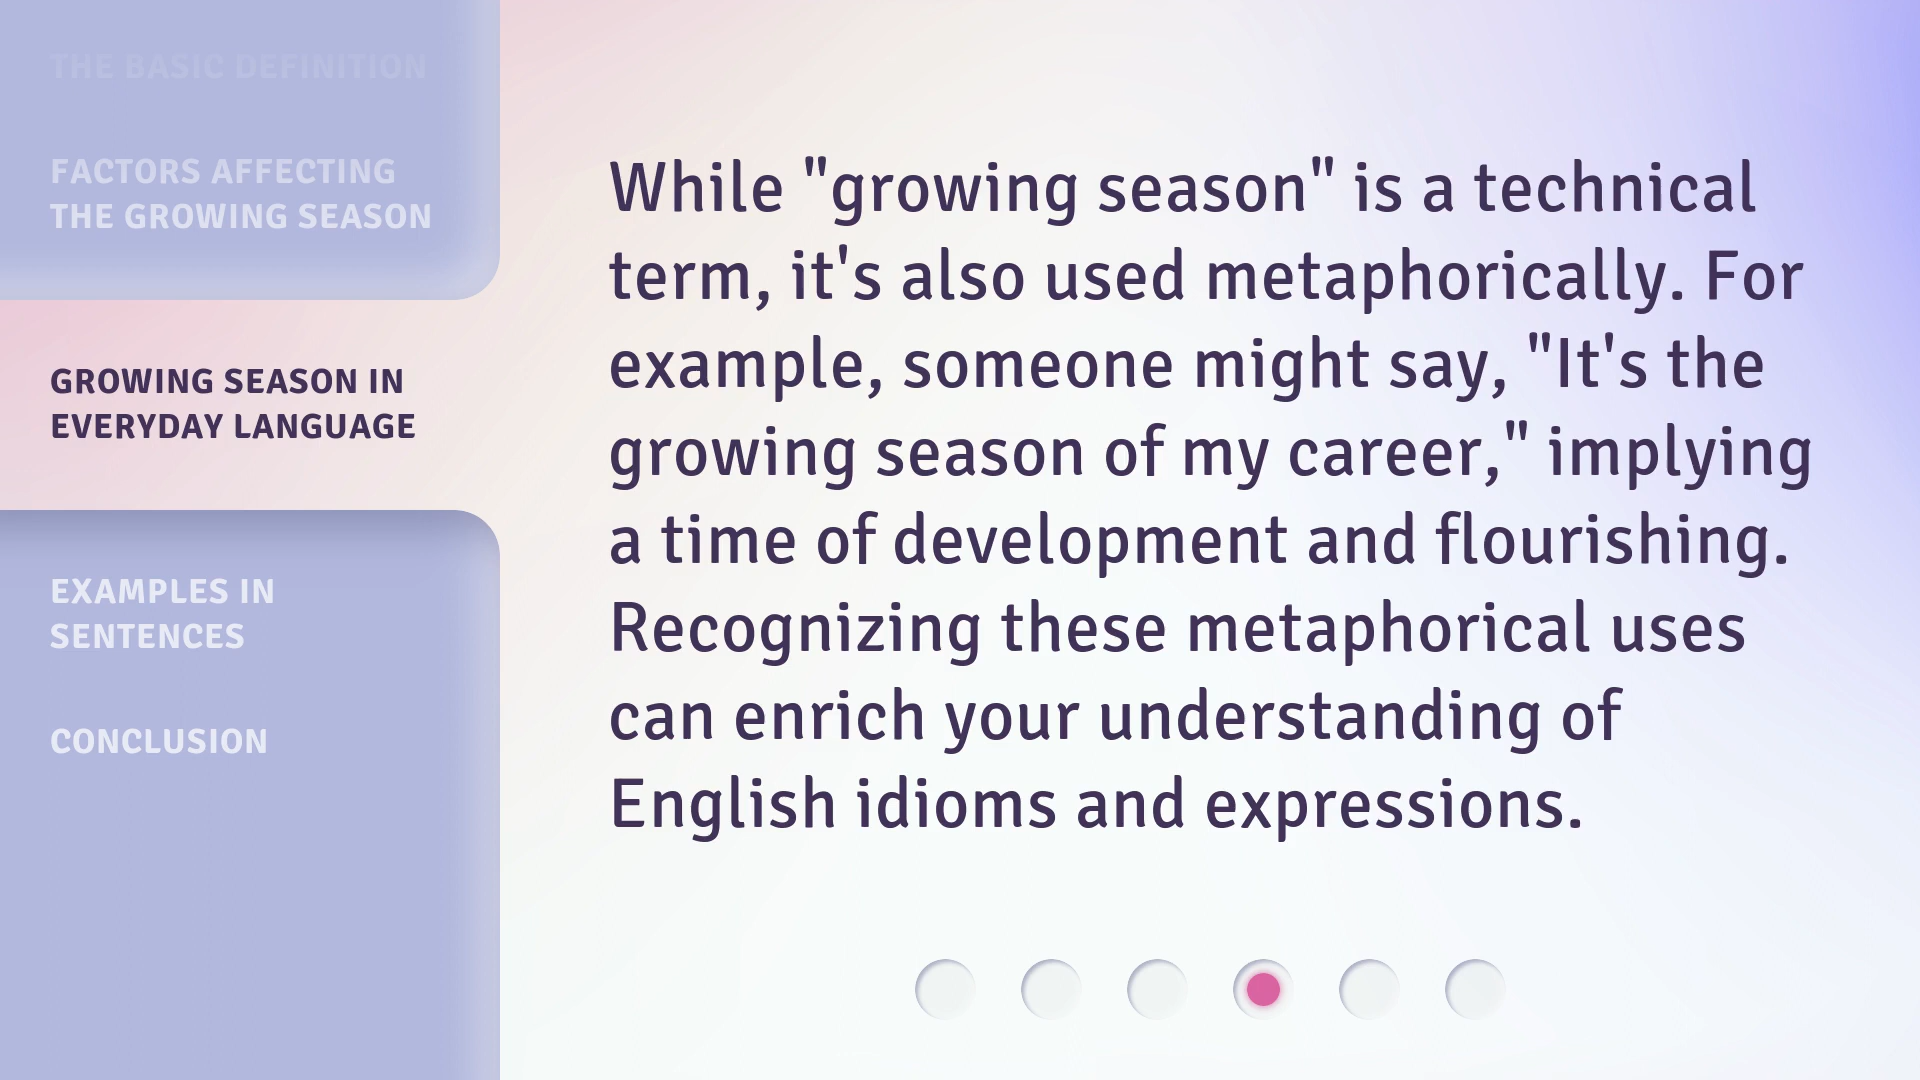 THE BASIC DEFINITION
FACTORS AFFECTING
THE GROWING SEASON
GROWING SEASON IN
EVERYDAY LANGUAGE
EXAMPLES IN
SENTENCES
CONCLUSION
While "growing season" is a technical
term, it's also used metaphorically. For
example, someone might say, "It's the
growing season of my career," implying
a time of development and flourishing.
Recognizing these metaphorical uses
can enrich your understanding of
English idioms and expressions.